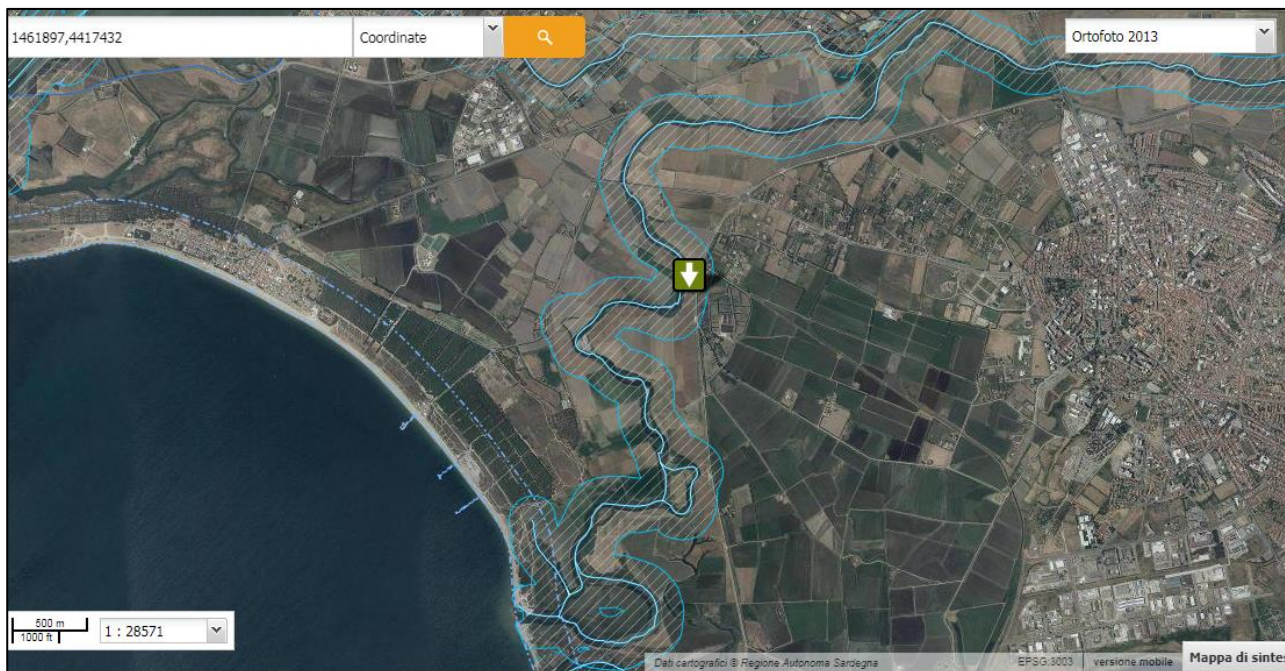 1461897,4417432
Coordinate
Ortofoto 2013
500 m
1000 ft
1 : 28571
Dati cartografici © Regione Autonoma Sardegna
EPSG:3003
versione mobile
Mappa di sinte